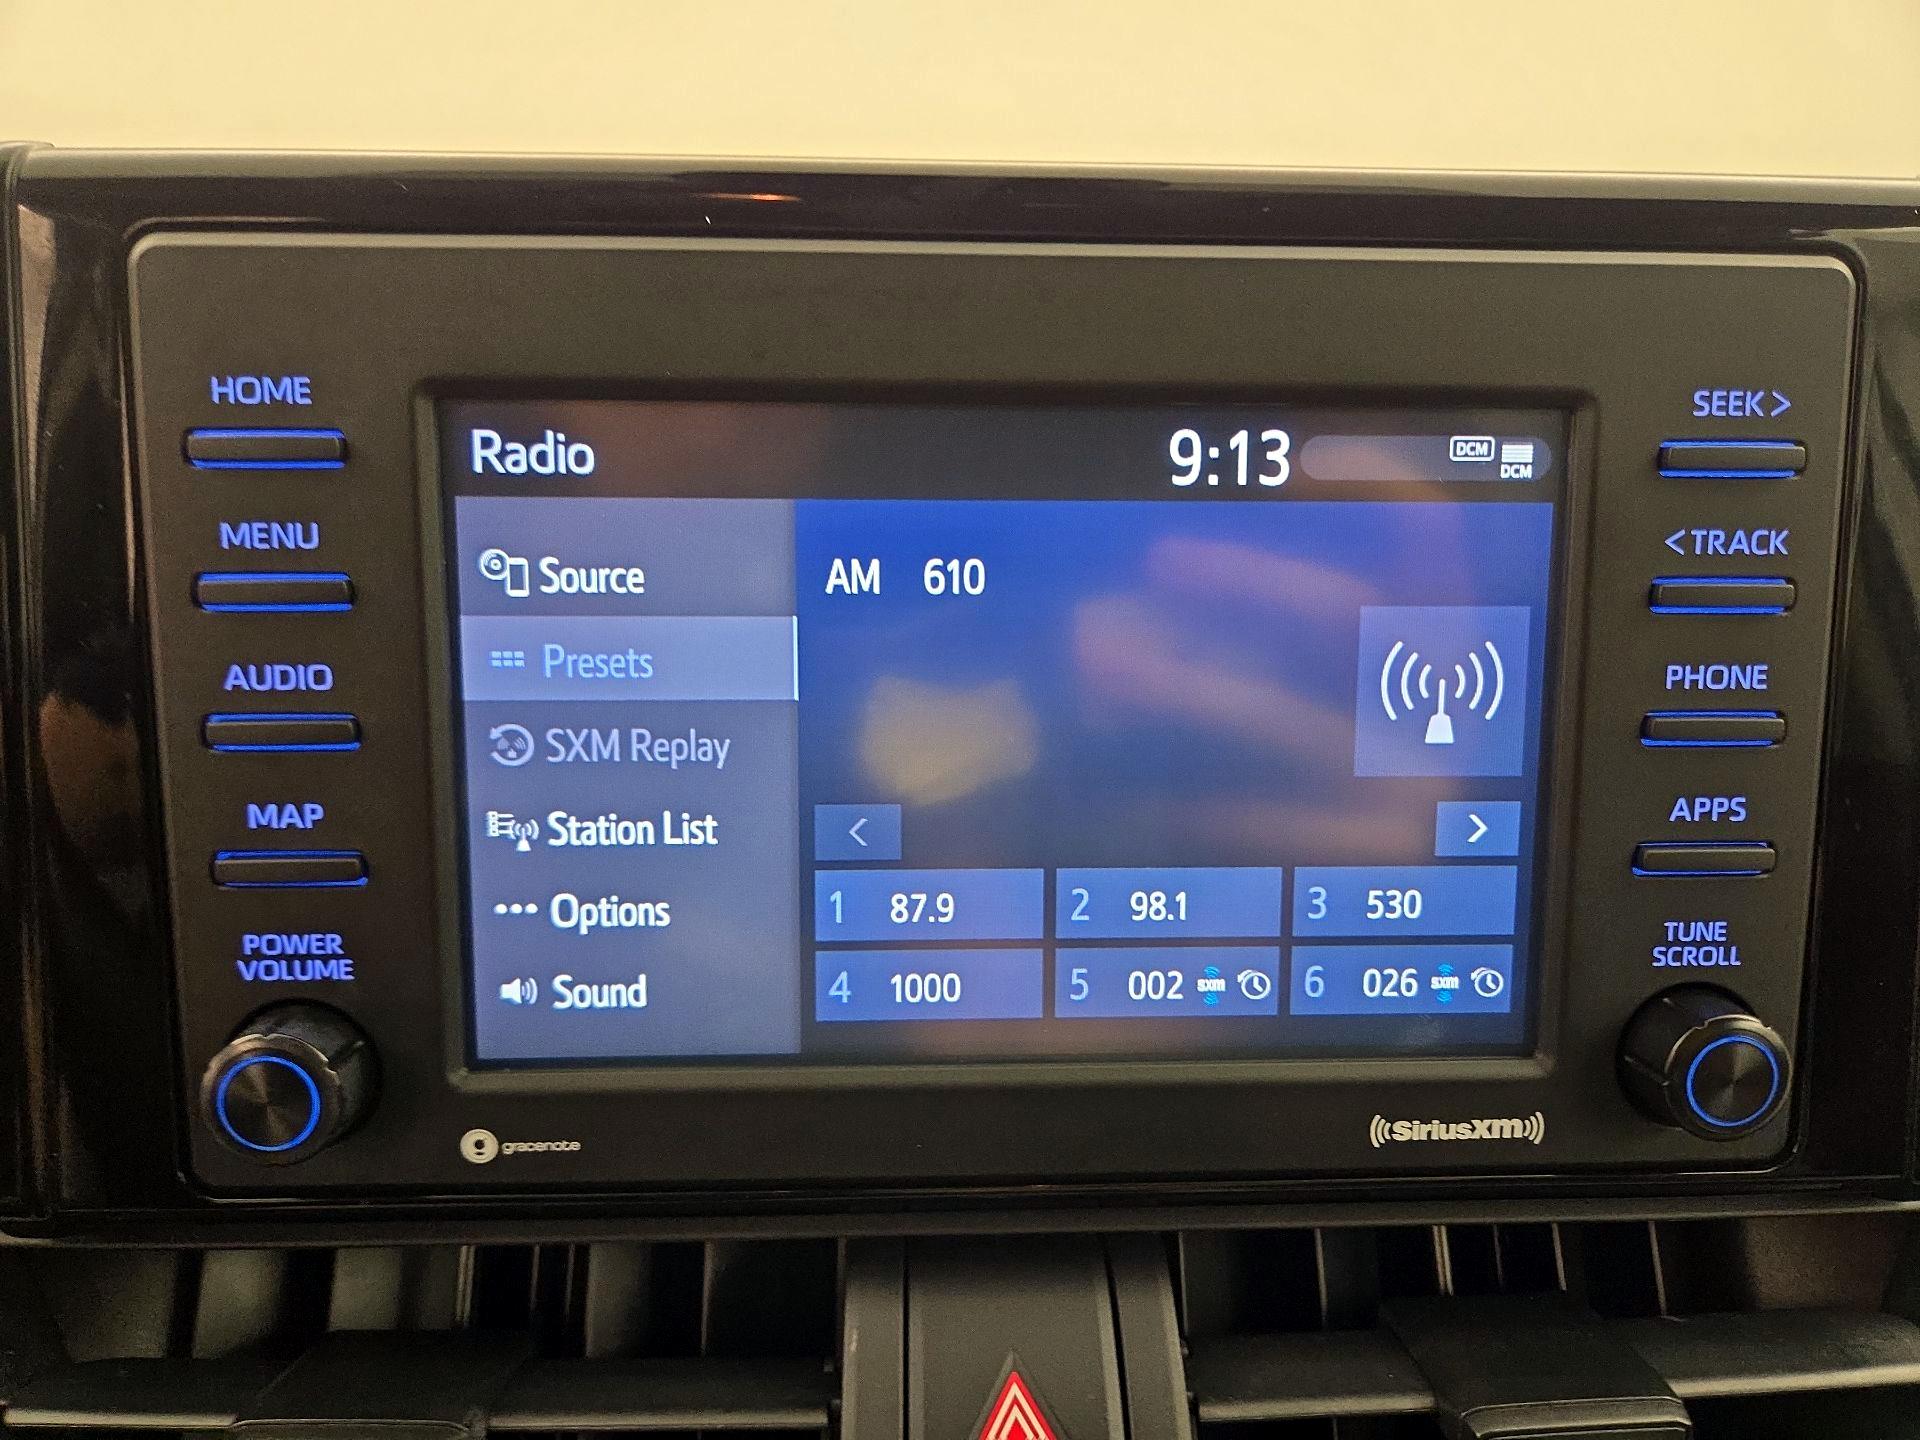 HOME
MENU
AUDIO
MAP
POWER
VOLUME
Radio
9:13
DCM
DCM
Source
Presets
SXM Replay
Station List
Options
Sound
AM 610
<
>
1 87.9
2 98.1
3 530
4 1000
5 002 sxm
6 026 sxm
SEEK >
< TRACK
PHONE
APPS
TUNE
SCROLL
g gracenote
((SiriusXM))